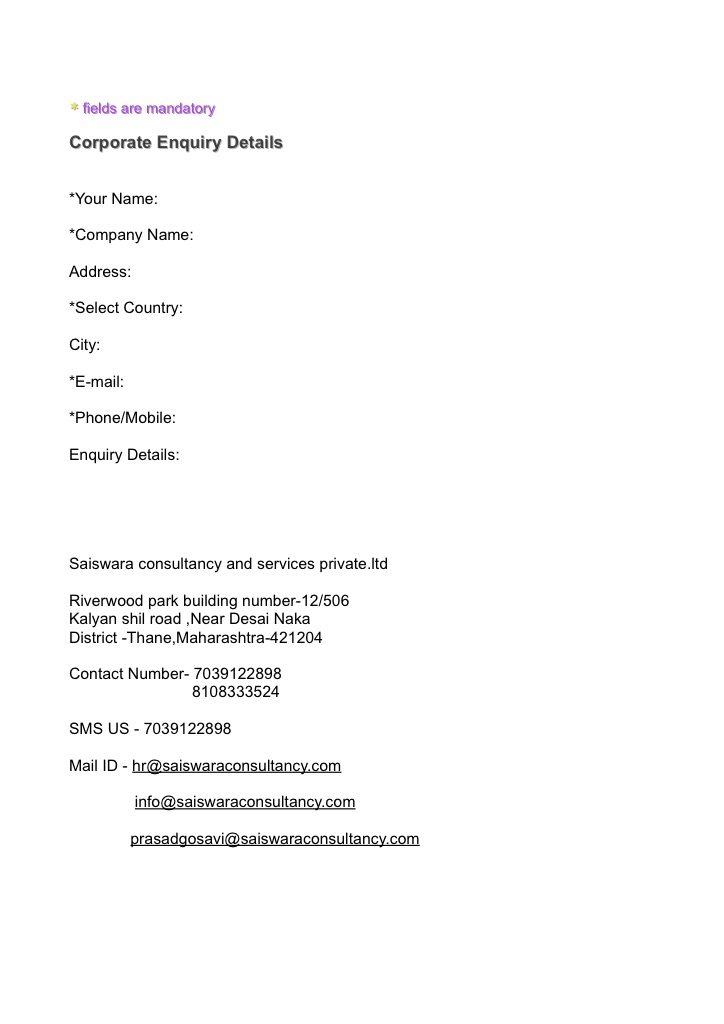 * fields are mandatory
Corporate Enquiry Details
*Your Name:
*Company Name:
Address:
*Select Country:
City:
*E-mail:
*Phone/Mobile:
Enquiry Details:
Saiswara consultancy and services private.ltd
Riverwood park building number-12/506
Kalyan shil road ,Near Desai Naka
District -Thane,Maharashtra-421204
Contact Number- 7039122898
8108333524
SMS US - 7039122898
Mail ID - hr@saiswaraconsultancy.com
info@saiswaraconsultancy.com
prasadgosavi@saiswaraconsultancy.com